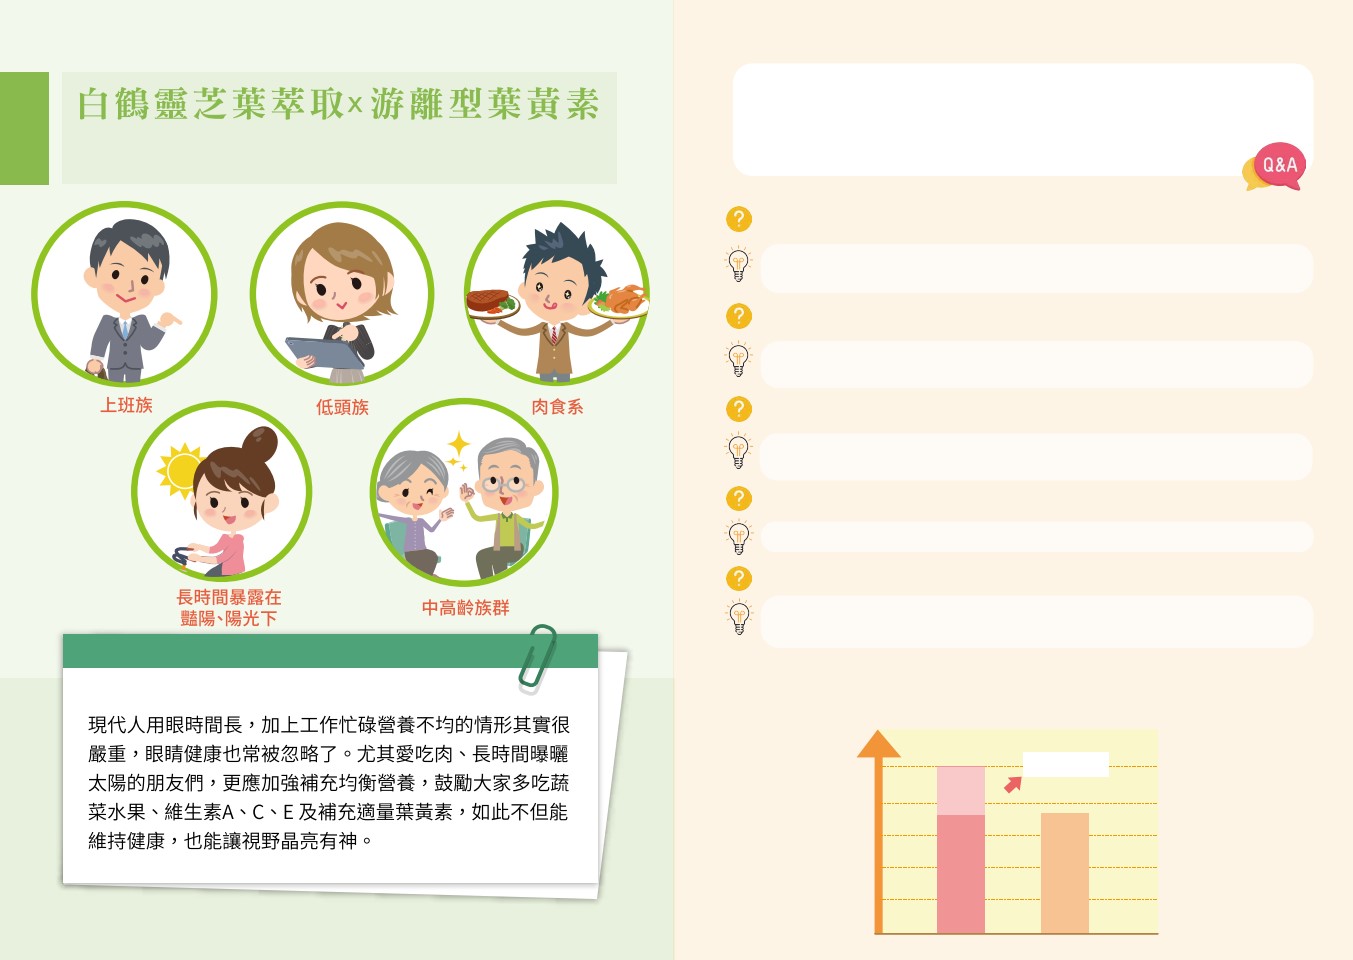 白鶴靈芝葉萃取x游離型葉黃素
上班族
低頭族
肉食系
長時間暴露在
豔陽、陽光下
中高齡族群
現代人用眼時間長，加上工作忙碌營養不均的情形其實很
嚴重，眼睛健康也常被忽略了。尤其愛吃肉、長時間曝曬
太陽的朋友們，更應加強補充均衡營養，鼓勵大家多吃蔬
菜水果、維生素A、C、E 及補充適量葉黃素，如此不但能
維持健康，也能讓視野晶亮有神。
Q&A
?
?
?
?
?